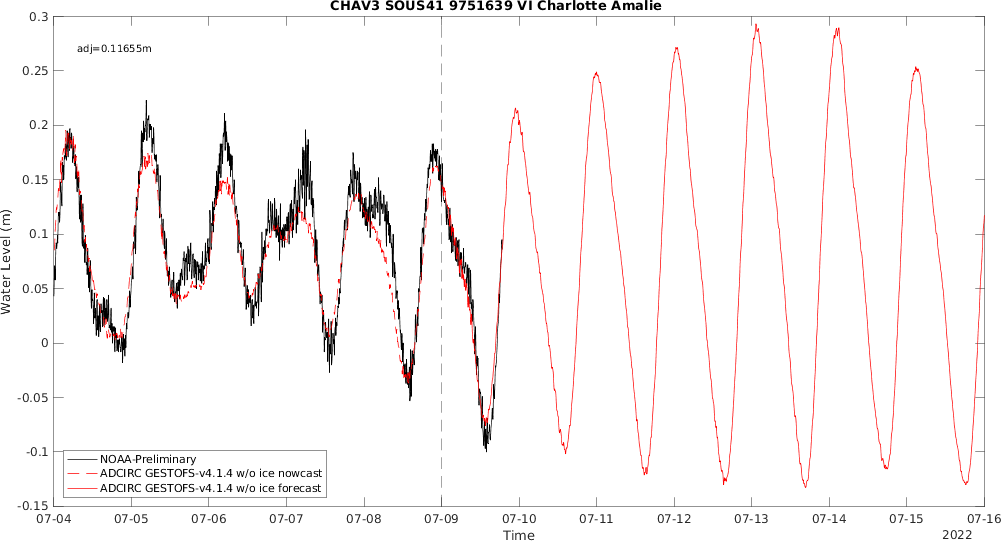 CHAV3 SOUS41 9751639 VI Charlotte Amalie
adj=0.11655m
0.3
0.25
0.2
0.15
0.1
0.05
0
-0.05
-0.1
-0.15
Water Level (m)
NOAA-Preliminary
ADCIRC GESTOFS-v4.1.4 w/o ice nowcast
ADCIRC GESTOFS-v4.1.4 w/o ice forecast
07-04 07-05 07-06 07-07 07-08 07-09 07-10 07-11 07-12 07-13 07-14 07-15 07-16
Time
2022